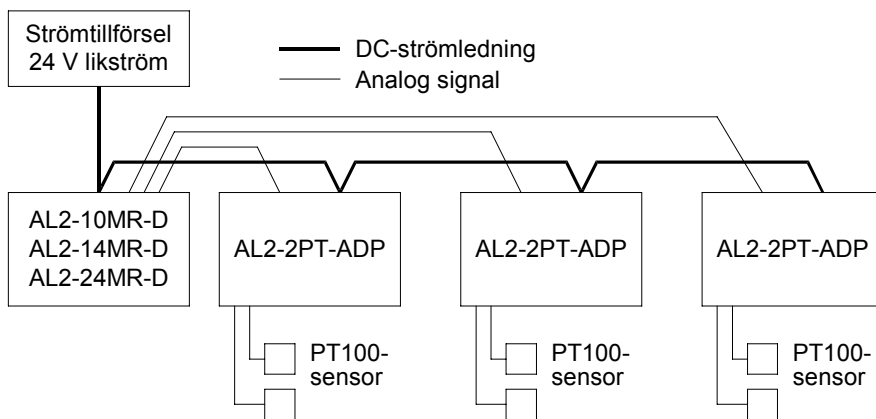 Strömtillförsel
24 V likström
DC-strömledning
Analog signal
AL2-10MR-D
AL2-14MR-D
AL2-24MR-D
AL2-2PT-ADP
AL2-2PT-ADP
AL2-2PT-ADP
PT100-
sensor
PT100-
sensor
PT100-
sensor